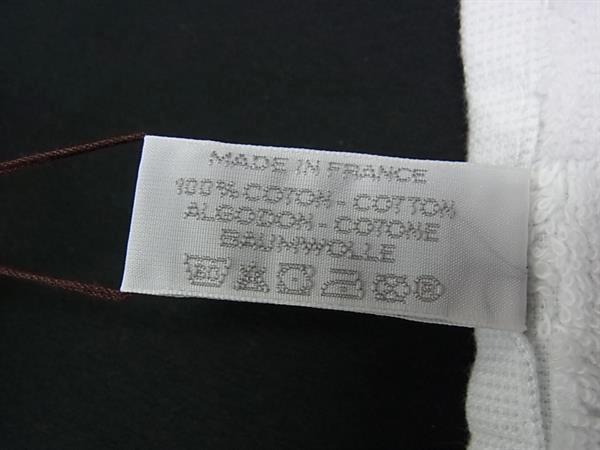 MADE IN FRANCE
100% COTON - COTTON
ALGODON - COTONE
BAUMWOLLE